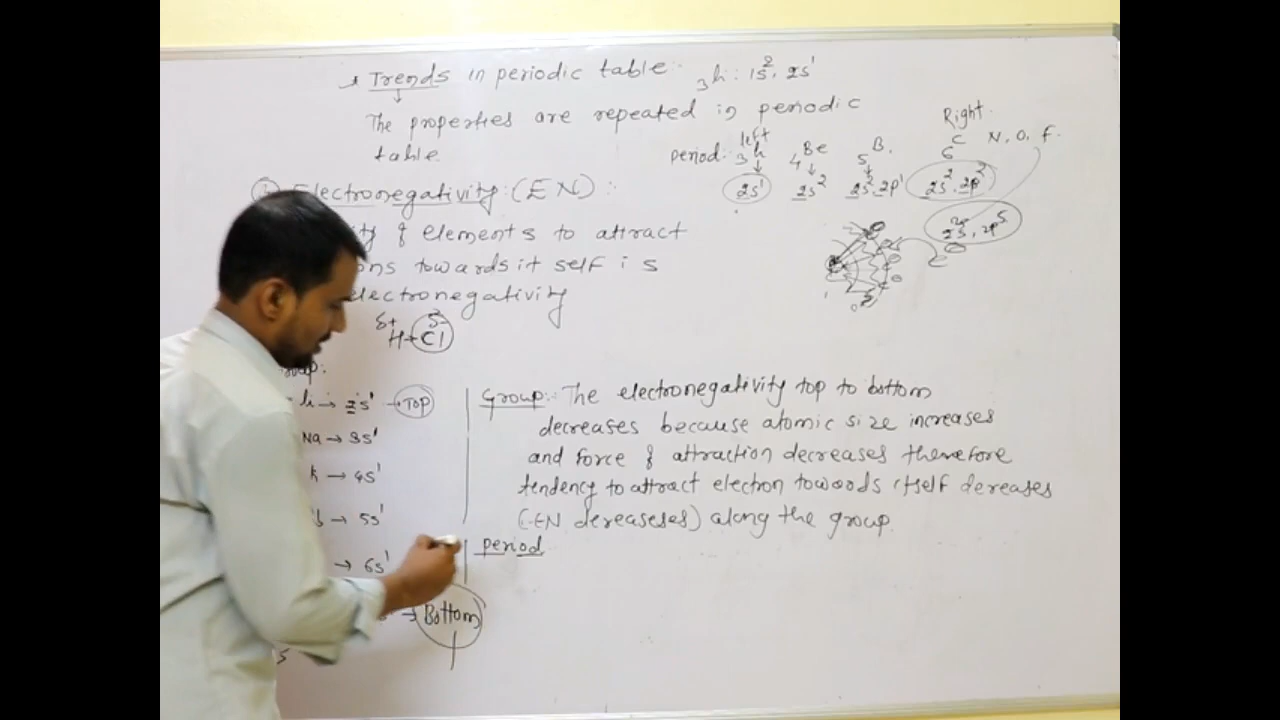 Trends in periodic table :- ₃Li : 1s², 2s¹
The properties are repeated in periodic
table.
Right
left
period :- ₃Li ₄Be ₅B. ₆C N, O, F.
2s¹ 2s² 2s², 2p¹ 2s², 2p²
2s², 2p⁵
Electronegativity : (EN) :
of elements to attract
towards it self is
electronegativity
δ+ δ-
H+Cl
Group :- The electronegativity top to bottom
decreases because atomic size increases
and force of attraction decreases therefore
tendency to attract electron towoods itself dereases
(EN dereaseses) along the group.
Li → 2s¹ → TOP
Na → 3s¹
K → 4s¹
→ 5s¹
→ 6s¹
→ Bottom
period